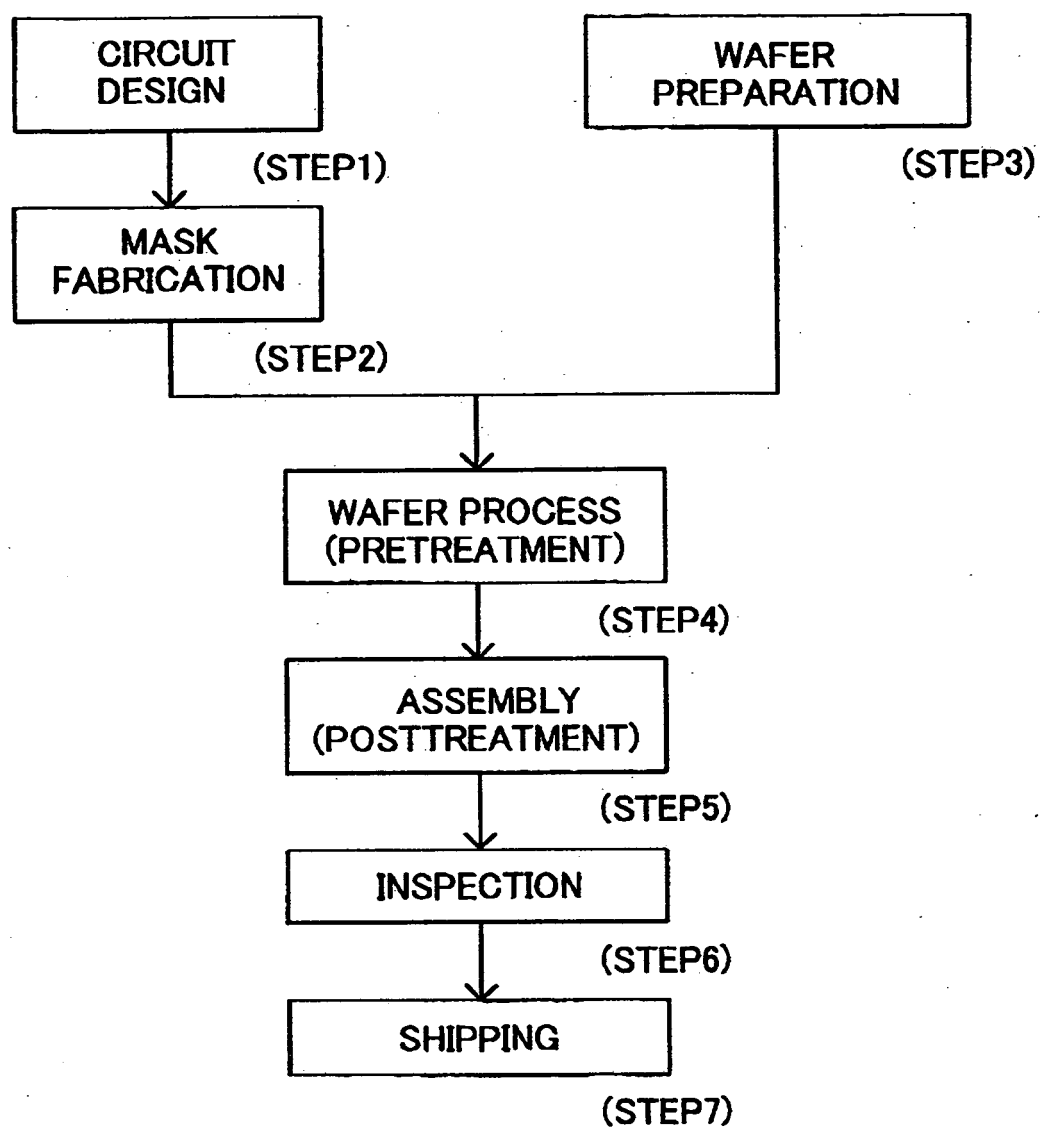 CIRCUIT
DESIGN
(STEP1)
WAFER
PREPARATION
(STEP3)
MASK
FABRICATION
(STEP2)
WAFER PROCESS
(PRETREATMENT)
(STEP4)
ASSEMBLY
(POSTTREATMENT)
(STEP5)
INSPECTION
(STEP6)
SHIPPING
(STEP7)